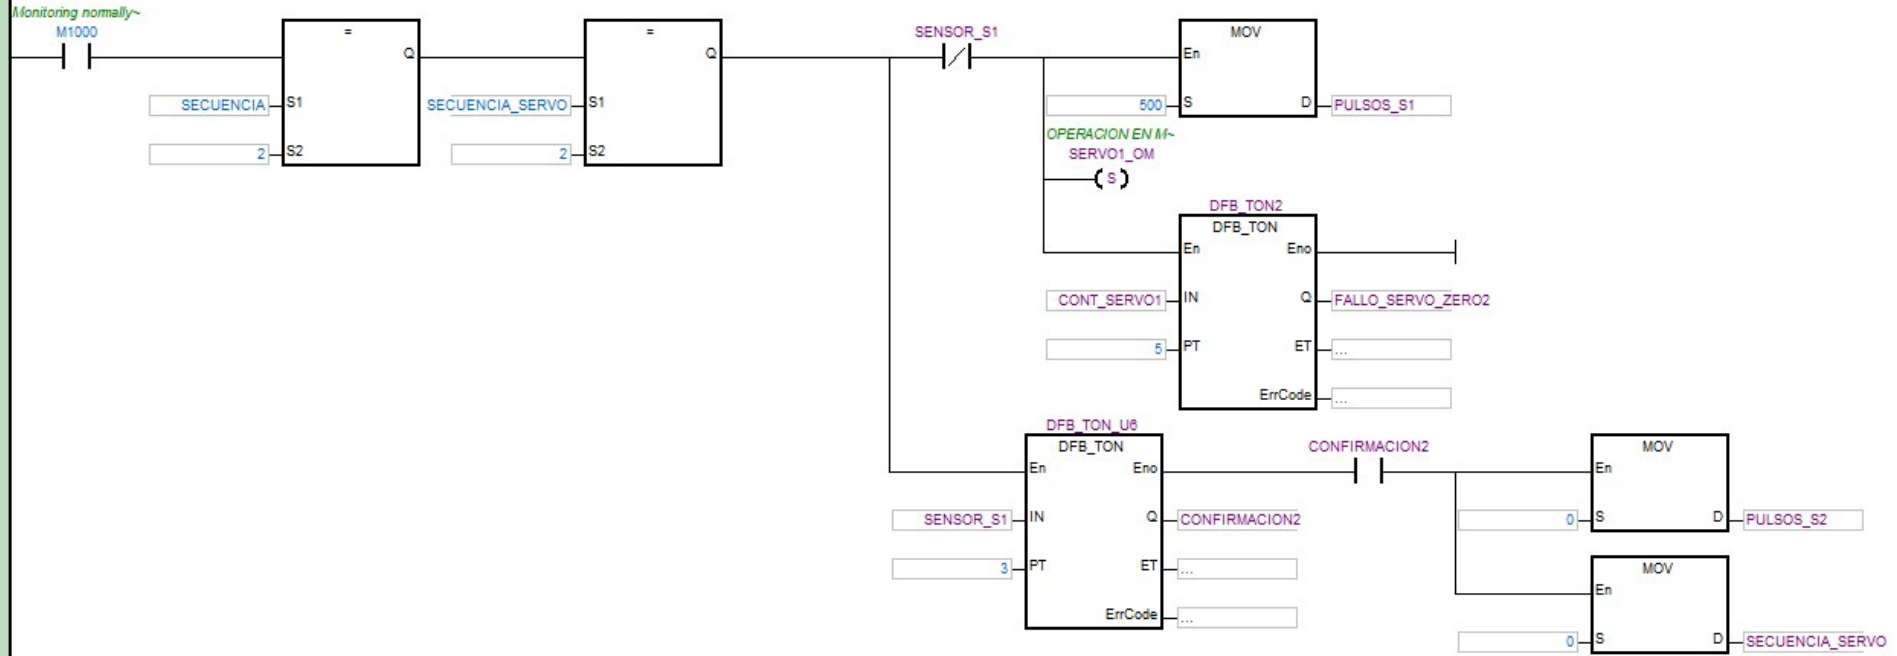 Monitoring normally~
M1000
=
Q
SECUENCIA
S1
2
S2
=
Q
SECUENCIA_SERVO
S1
2
S2
SENSOR_S1
MOV
En
500
S
D
PULSOS_S1
OPERACION EN M~
SERVO1_OM
S
DFB_TON2
DFB_TON
En
Eno
CONT_SERVO1
IN
Q
FALLO_SERVO_ZERO2
5
PT
ET
...
ErrCode
...
DFB_TON_U6
DFB_TON
En
Eno
SENSOR_S1
IN
Q
CONFIRMACION2
3
PT
ET
...
ErrCode
...
CONFIRMACION2
MOV
En
0
S
D
PULSOS_S2
MOV
En
0
S
D
SECUENCIA_SERVO